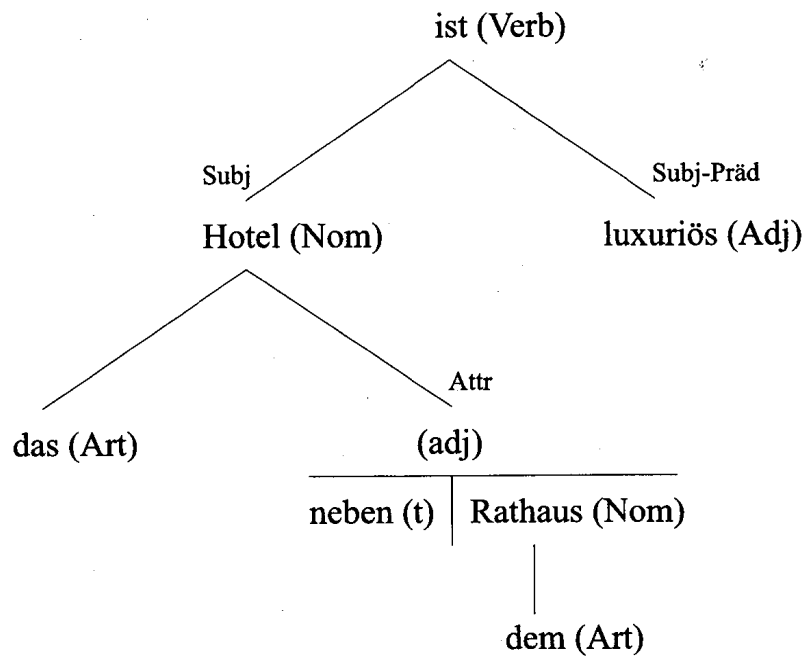 ist (Verb)
Subj
Subj-Präd
Hotel (Nom)
luxuriös (Adj)
Attr
das (Art)
(adj)
neben (t)
Rathaus (Nom)
dem (Art)